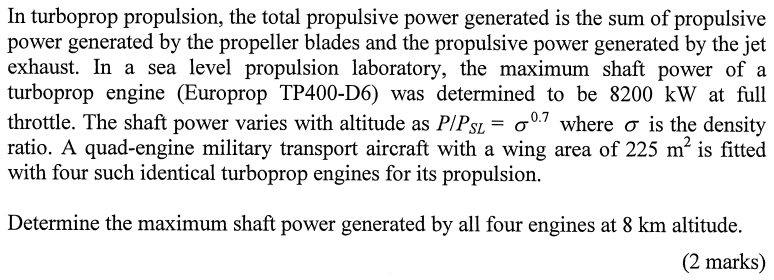 In turboprop propulsion, the total propulsive power generated is the sum of propulsive
power generated by the propeller blades and the propulsive power generated by the jet
exhaust. In a sea level propulsion laboratory, the maximum shaft power of a
turboprop engine (Europrop TP400-D6) was determined to be 8200 kW at full
throttle. The shaft power varies with altitude as P/P_SL = σ^0.7 where σ is the density
ratio. A quad-engine military transport aircraft with a wing area of 225 m² is fitted
with four such identical turboprop engines for its propulsion.
Determine the maximum shaft power generated by all four engines at 8 km altitude.
(2 marks)